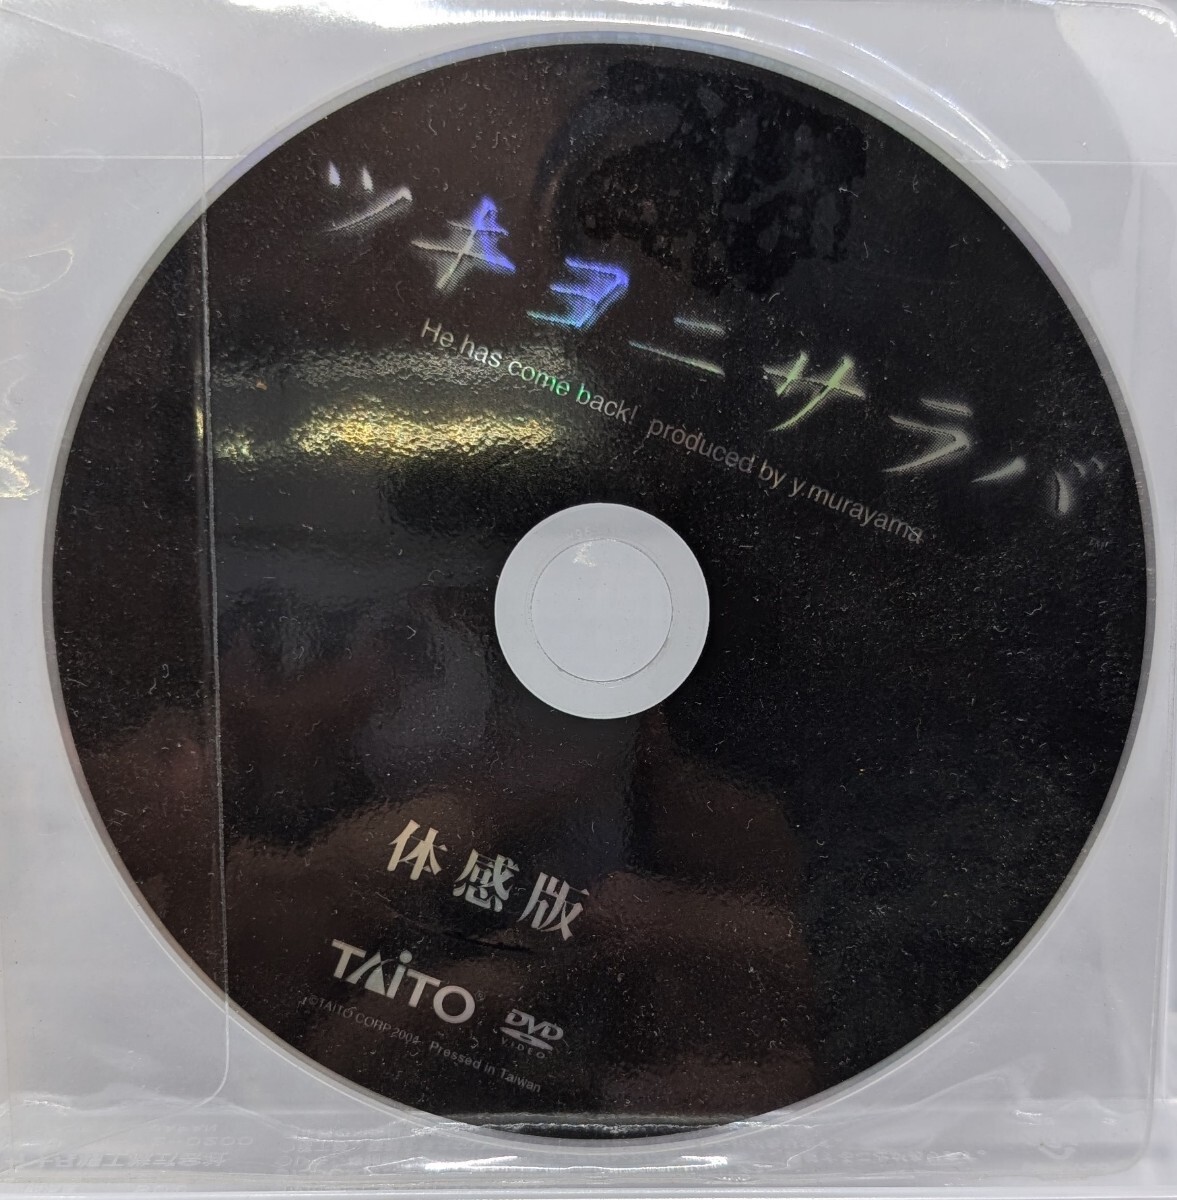 ツキヨニサラバ
TM
He has come back! produced by y.murayama
体感版
TAiTO
DVD
VIDEO
©TAITO CORP.2004 Pressed in Taiwan